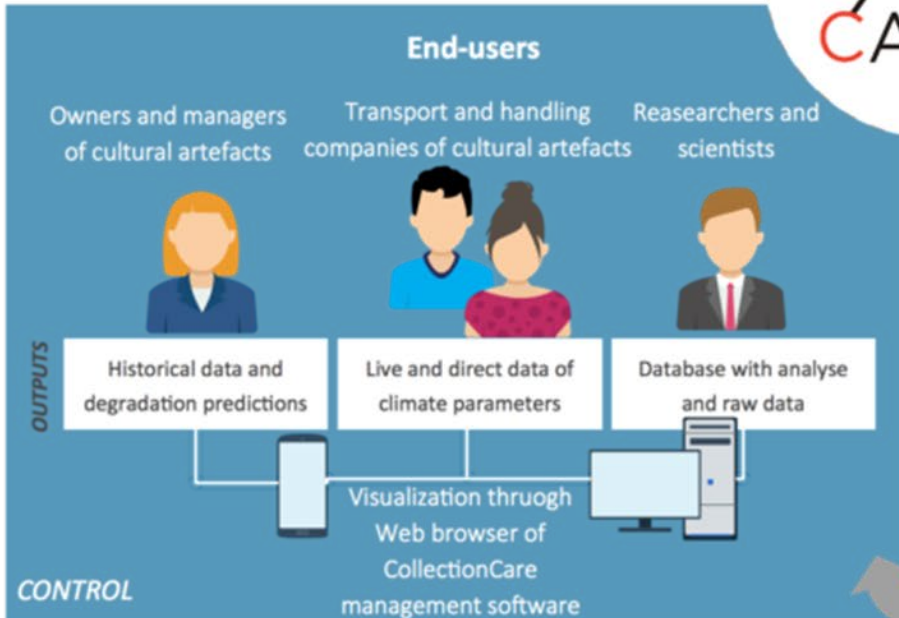 CA
End-users
Owners and managers
of cultural artefacts
Transport and handling
companies of cultural artefacts
Reasearchers and
scientists
OUTPUTS
Historical data and
degradation predictions
Live and direct data of
climate parameters
Database with analyse
and raw data
Visualization thruogh
Web browser of
CollectionCare
management software
CONTROL